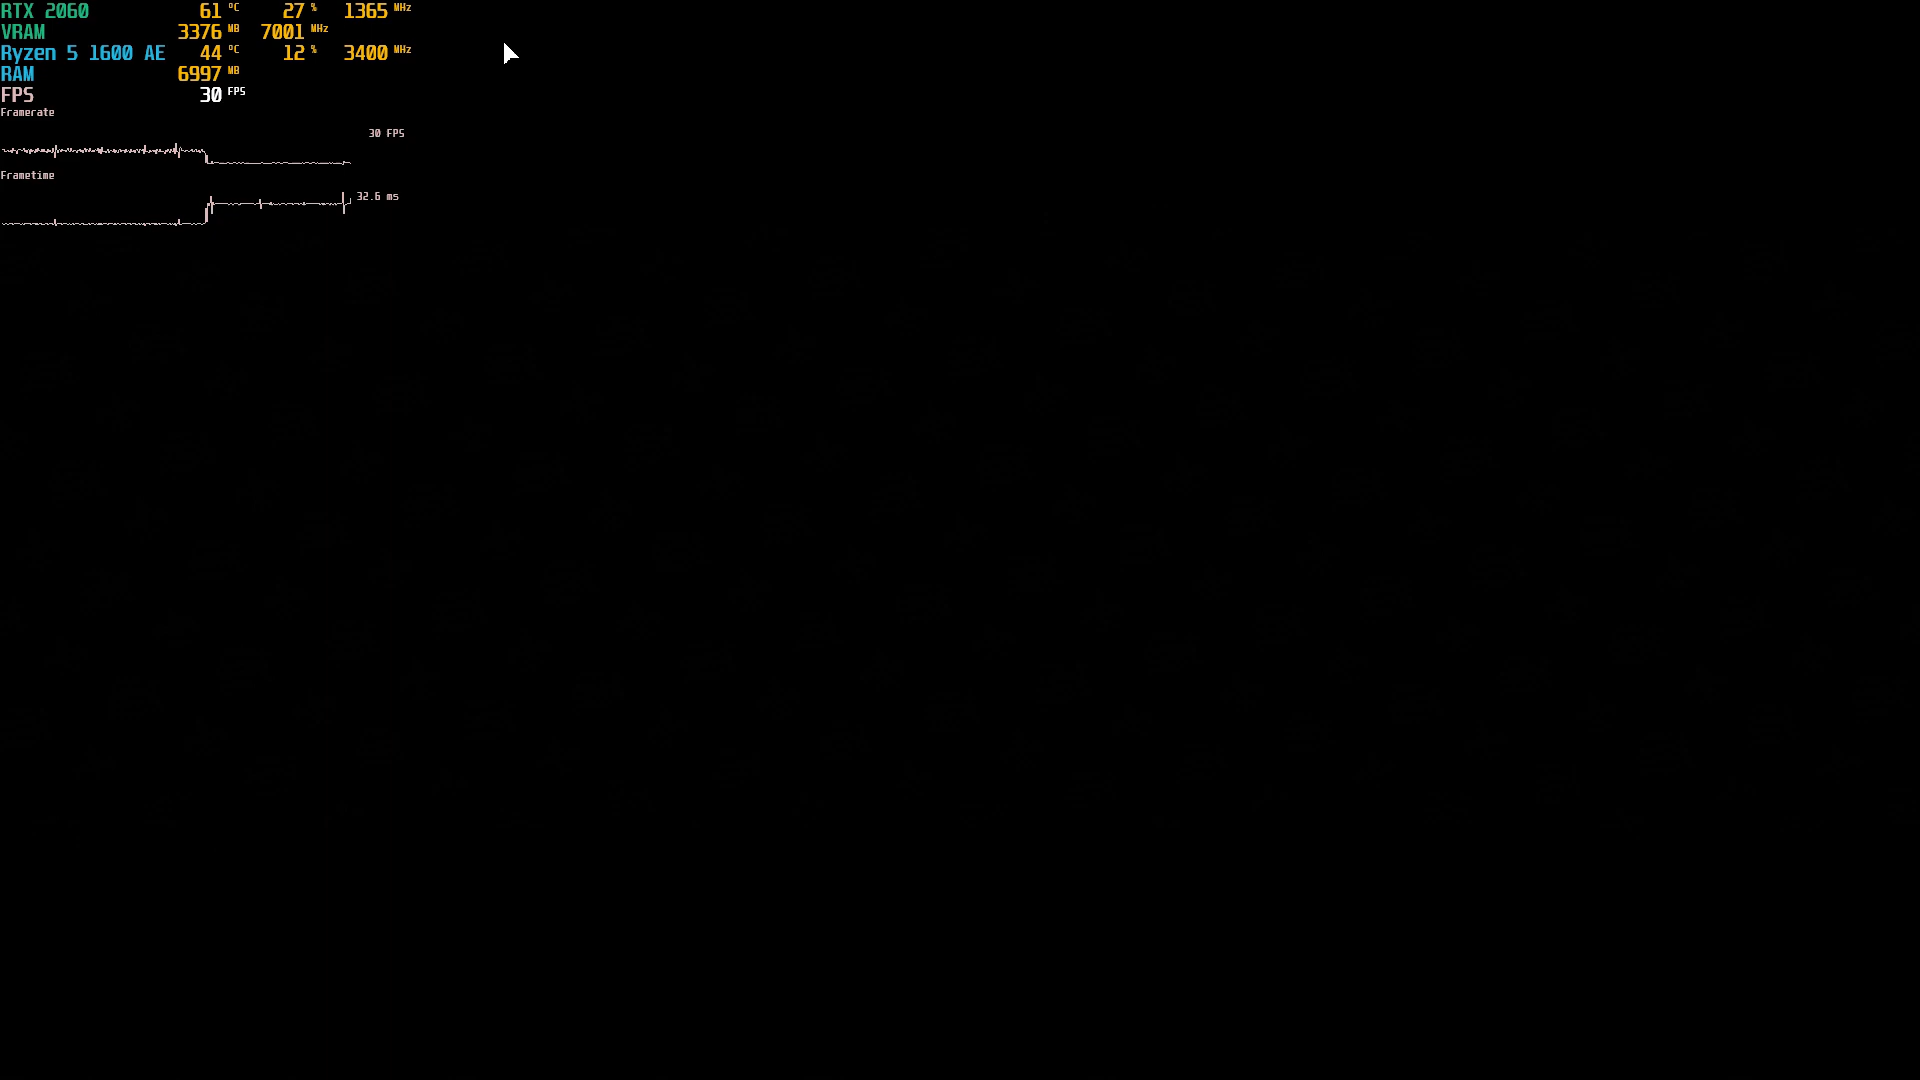 RTX 2060 61 °C 27 % 1365 MHz
VRAM 3376 MB 7001 MHz
Ryzen 5 1600 AE 44 °C 12 % 3400 MHz
RAM 6997 MB
FPS 30 FPS
Framerate
30 FPS
Frametime
32.6 ms